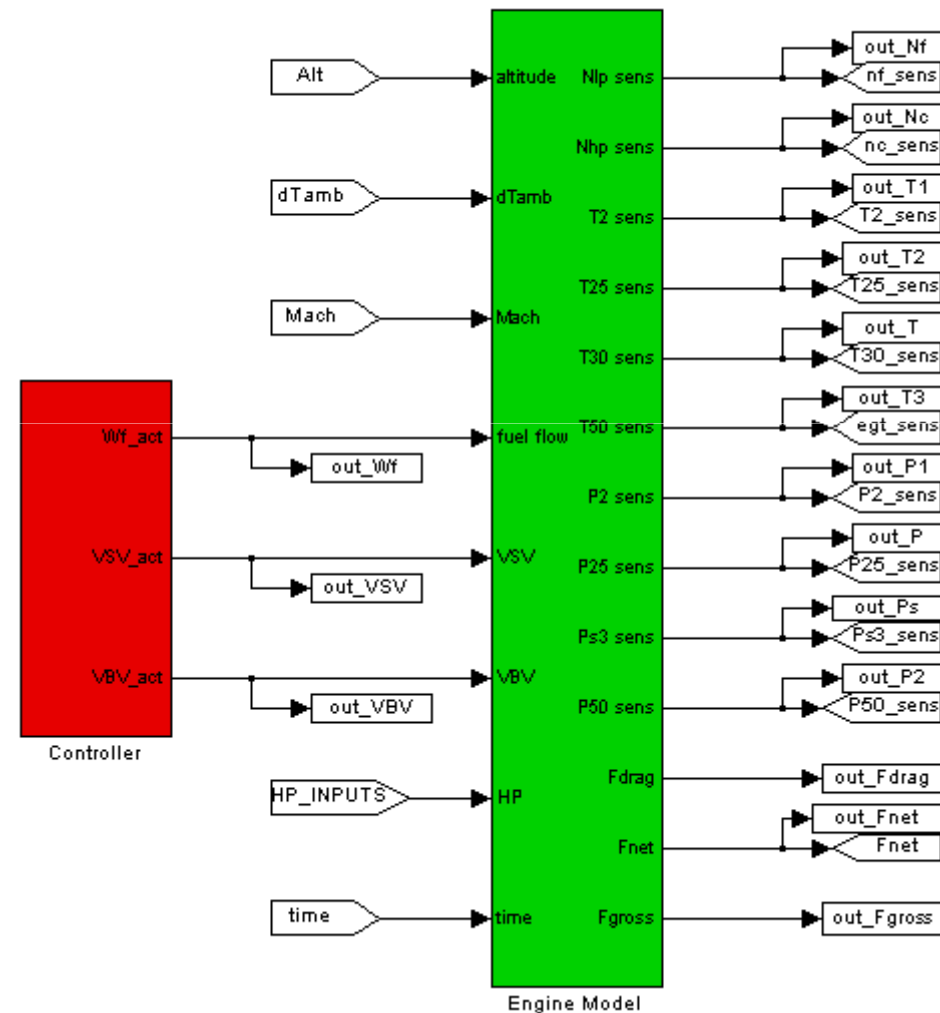 Alt
dTamb
Mach
HP_INPUTS
time
Wf_act
VSV_act
VBV_act
Controller
out_Wf
out_VSV
out_VBV
altitude
dTamb
Mach
fuel flow
VSV
VBV
HP
time
Nlp sens
Nhp sens
T2 sens
T25 sens
T30 sens
T50 sens
P2 sens
P25 sens
Ps3 sens
P50 sens
Fdrag
Fnet
Fgross
Engine Model
out_Nf
nf_sens
out_Nc
nc_sens
out_T1
T2_sens
out_T2
T25_sens
out_T
T30_sens
out_T3
egt_sens
out_P1
P2_sens
out_P
P25_sens
out_Ps
Ps3_sens
out_P2
P50_sens
out_Fdrag
out_Fnet
Fnet
out_Fgross